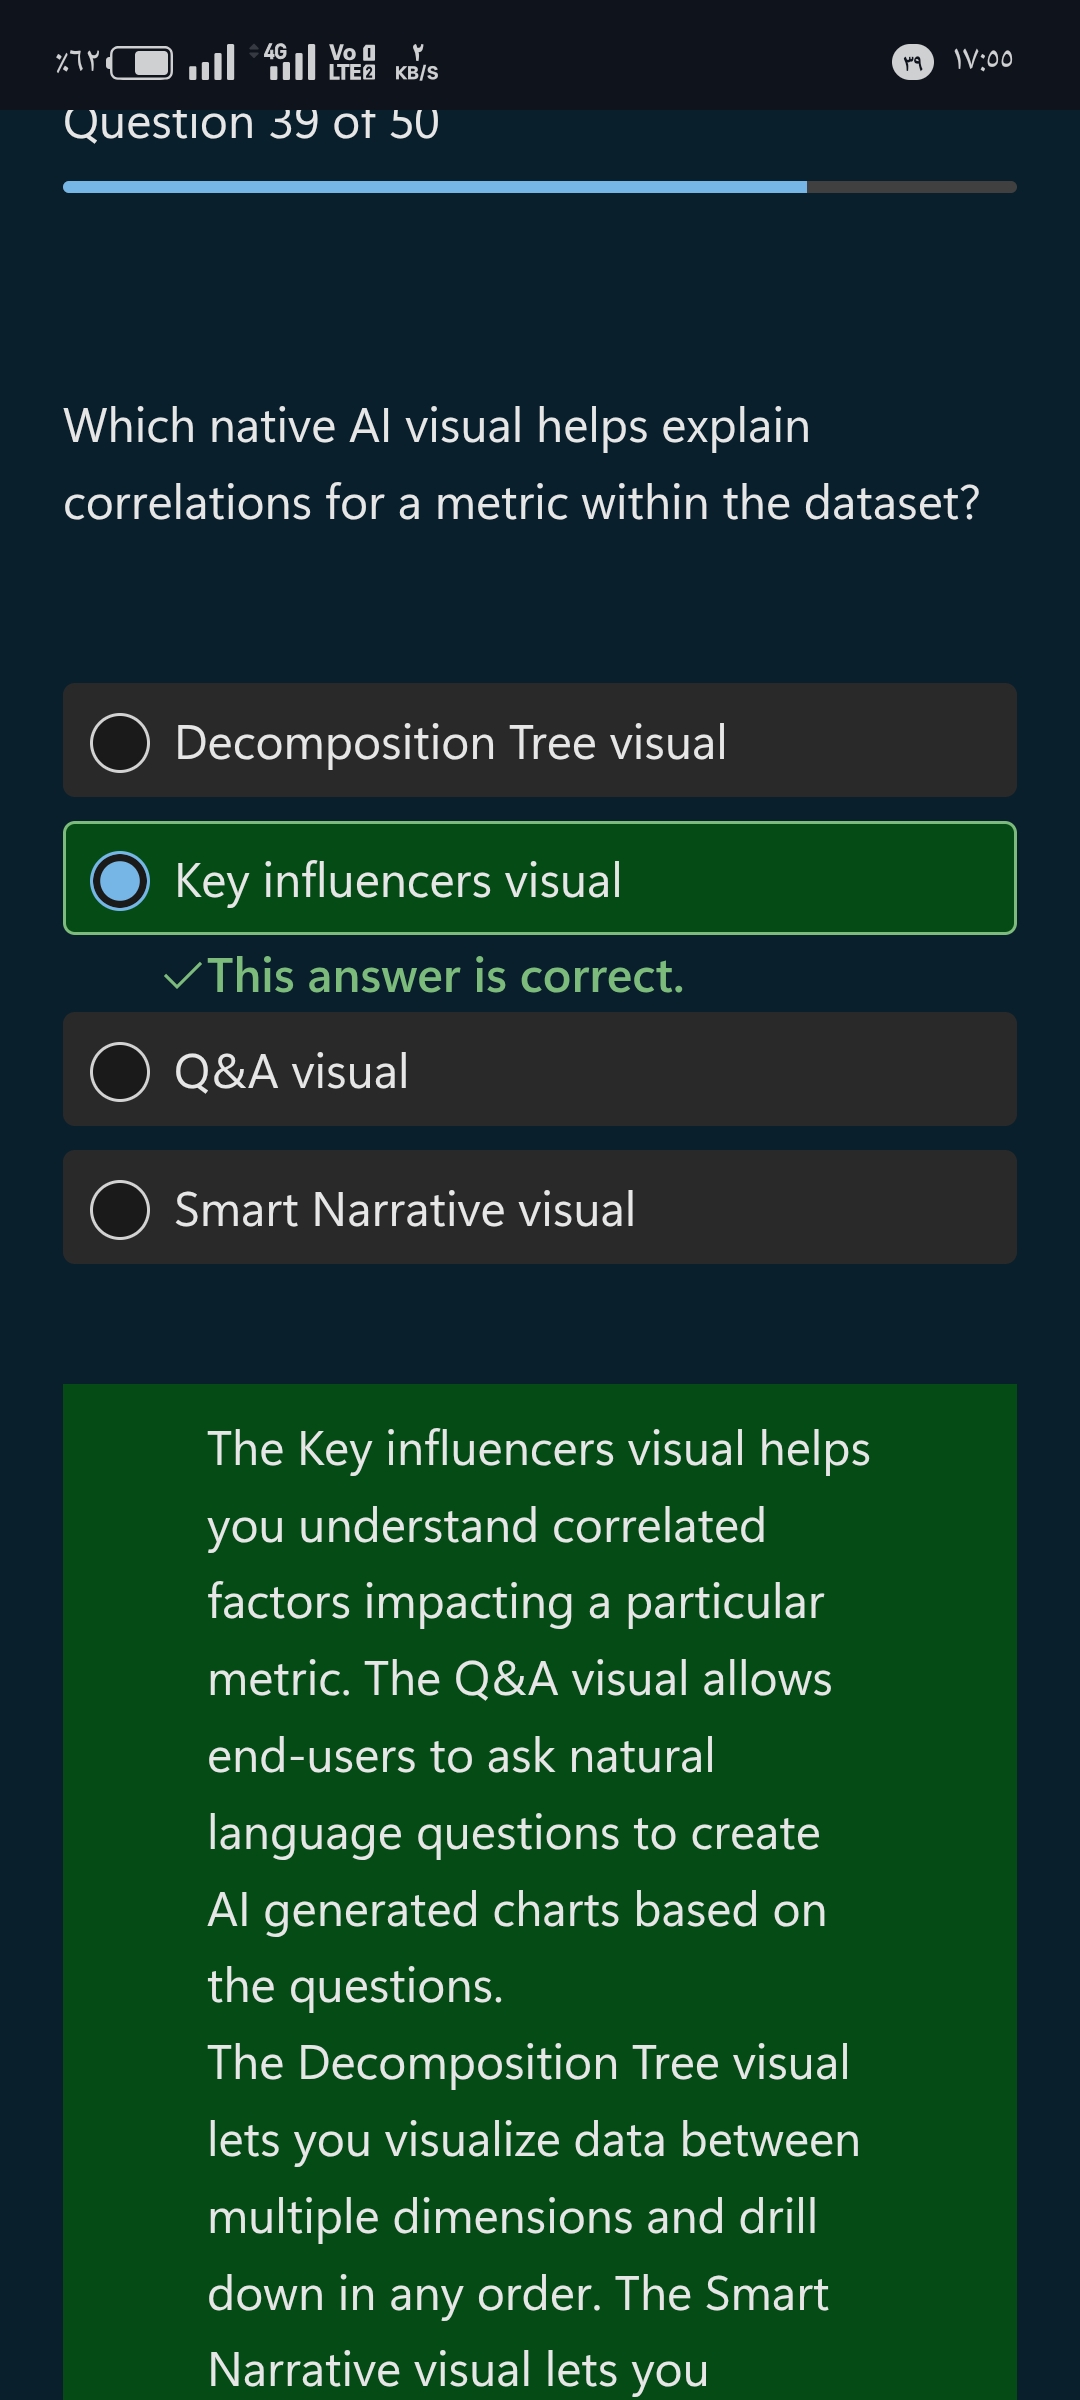 ٪٦٢ 4G Vo 1 LTE 2 ٢ KB/S ٣٩ ١٧:٥٥
Question 39 of 50
Which native AI visual helps explain
correlations for a metric within the dataset?
Decomposition Tree visual
Key influencers visual
✓This answer is correct.
Q&A visual
Smart Narrative visual
The Key influencers visual helps
you understand correlated
factors impacting a particular
metric. The Q&A visual allows
end-users to ask natural
language questions to create
AI generated charts based on
the questions.
The Decomposition Tree visual
lets you visualize data between
multiple dimensions and drill
down in any order. The Smart
Narrative visual lets you